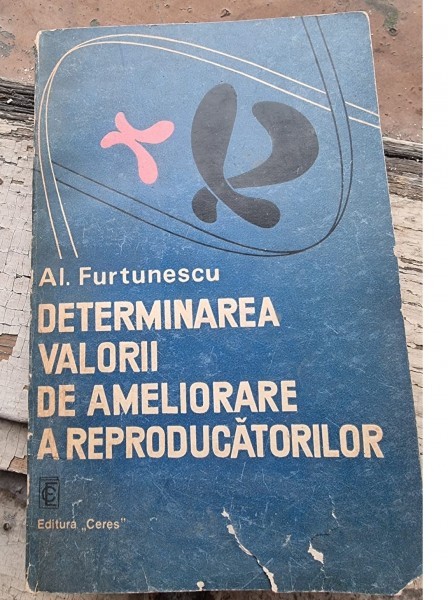 Al. Furtunescu
DETERMINAREA
VALORII
DE AMELIORARE
A REPRODUCĂTORILOR
Editura „Ceres"